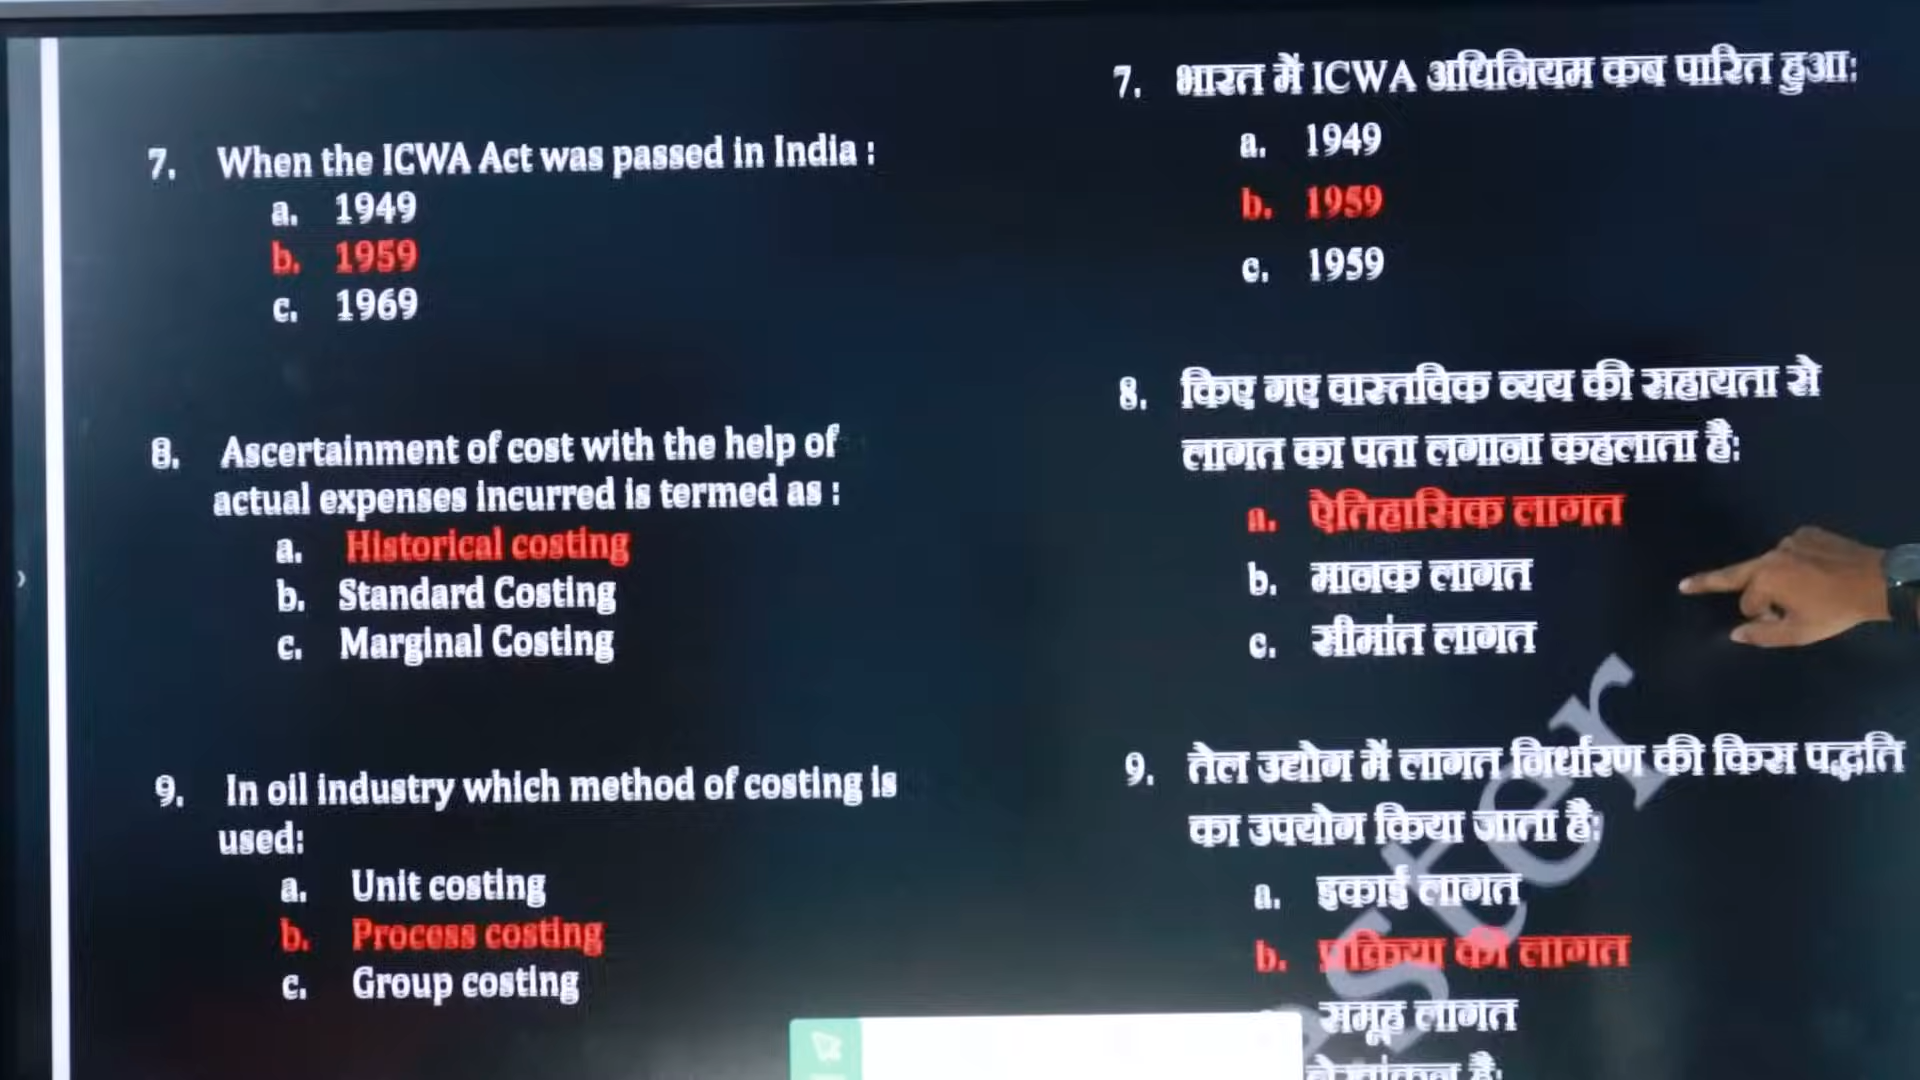 7. When the ICWA Act was passed in India :
a. 1949
b. 1959
c. 1969
8. Ascertainment of cost with the help of
actual expenses incurred is termed as :
a. Historical costing
b. Standard Costing
c. Marginal Costing
9. In oil industry which method of costing is
used:
a. Unit costing
b. Process costing
c. Group costing
7. भारत में ICWA अधिनियम कब पारित हुआ:
a. 1949
b. 1959
c. 1959
8. किए गए वास्तविक व्यय की सहायता से
लागत का पता लगाना कहलाता है:
a. ऐतिहासिक लागत
b. मानक लागत
c. सीमांत लागत
9. तेल उद्योग में लागत निर्धारण की किस पद्धति
का उपयोग किया जाता है:
a. इकाई लागत
b. प्रक्रिया की लागत
समूह लागत